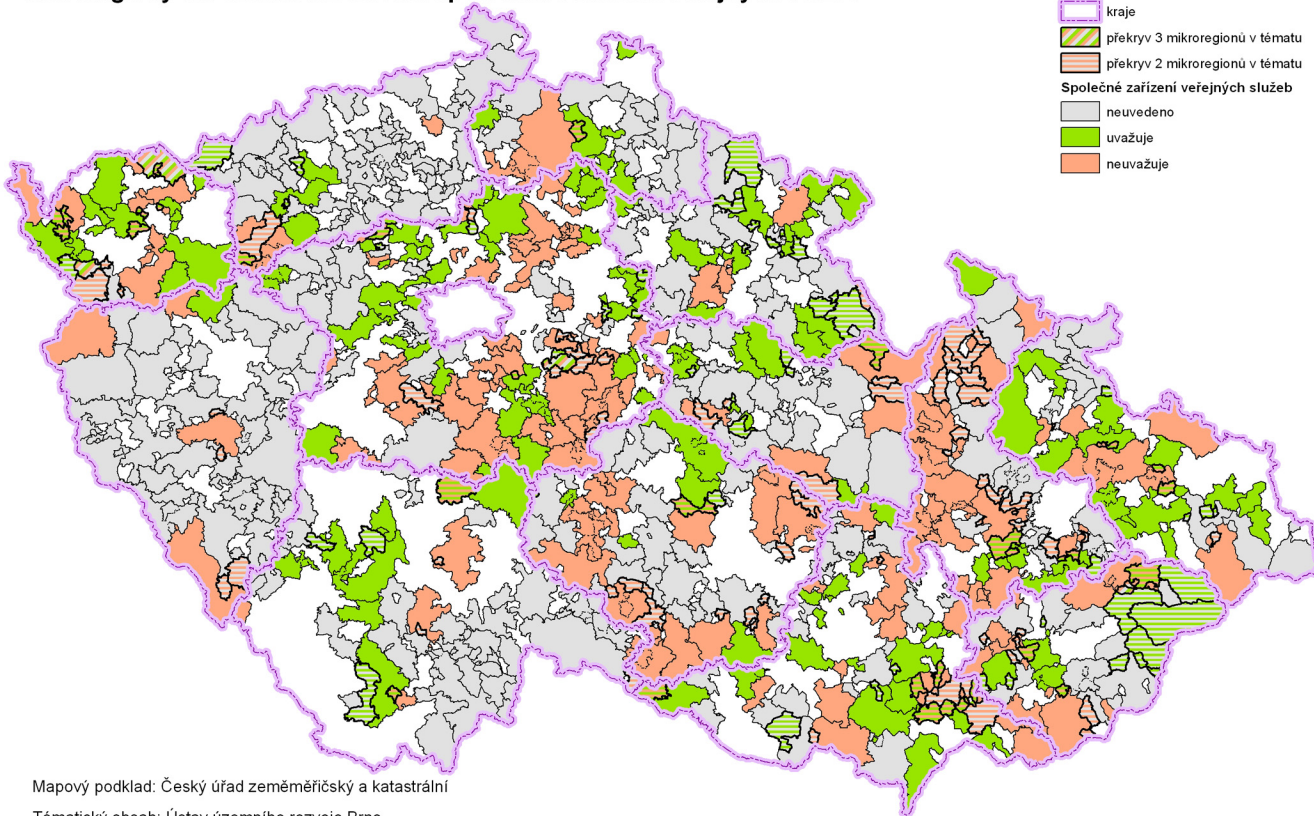 kraje
překryv 3 mikroregionů v tématu
překryv 2 mikroregionů v tématu
Společné zařízení veřejných služeb
neuvedeno
uvažuje
neuvažuje
Mapový podklad: Český úřad zeměměřičský a katastrální